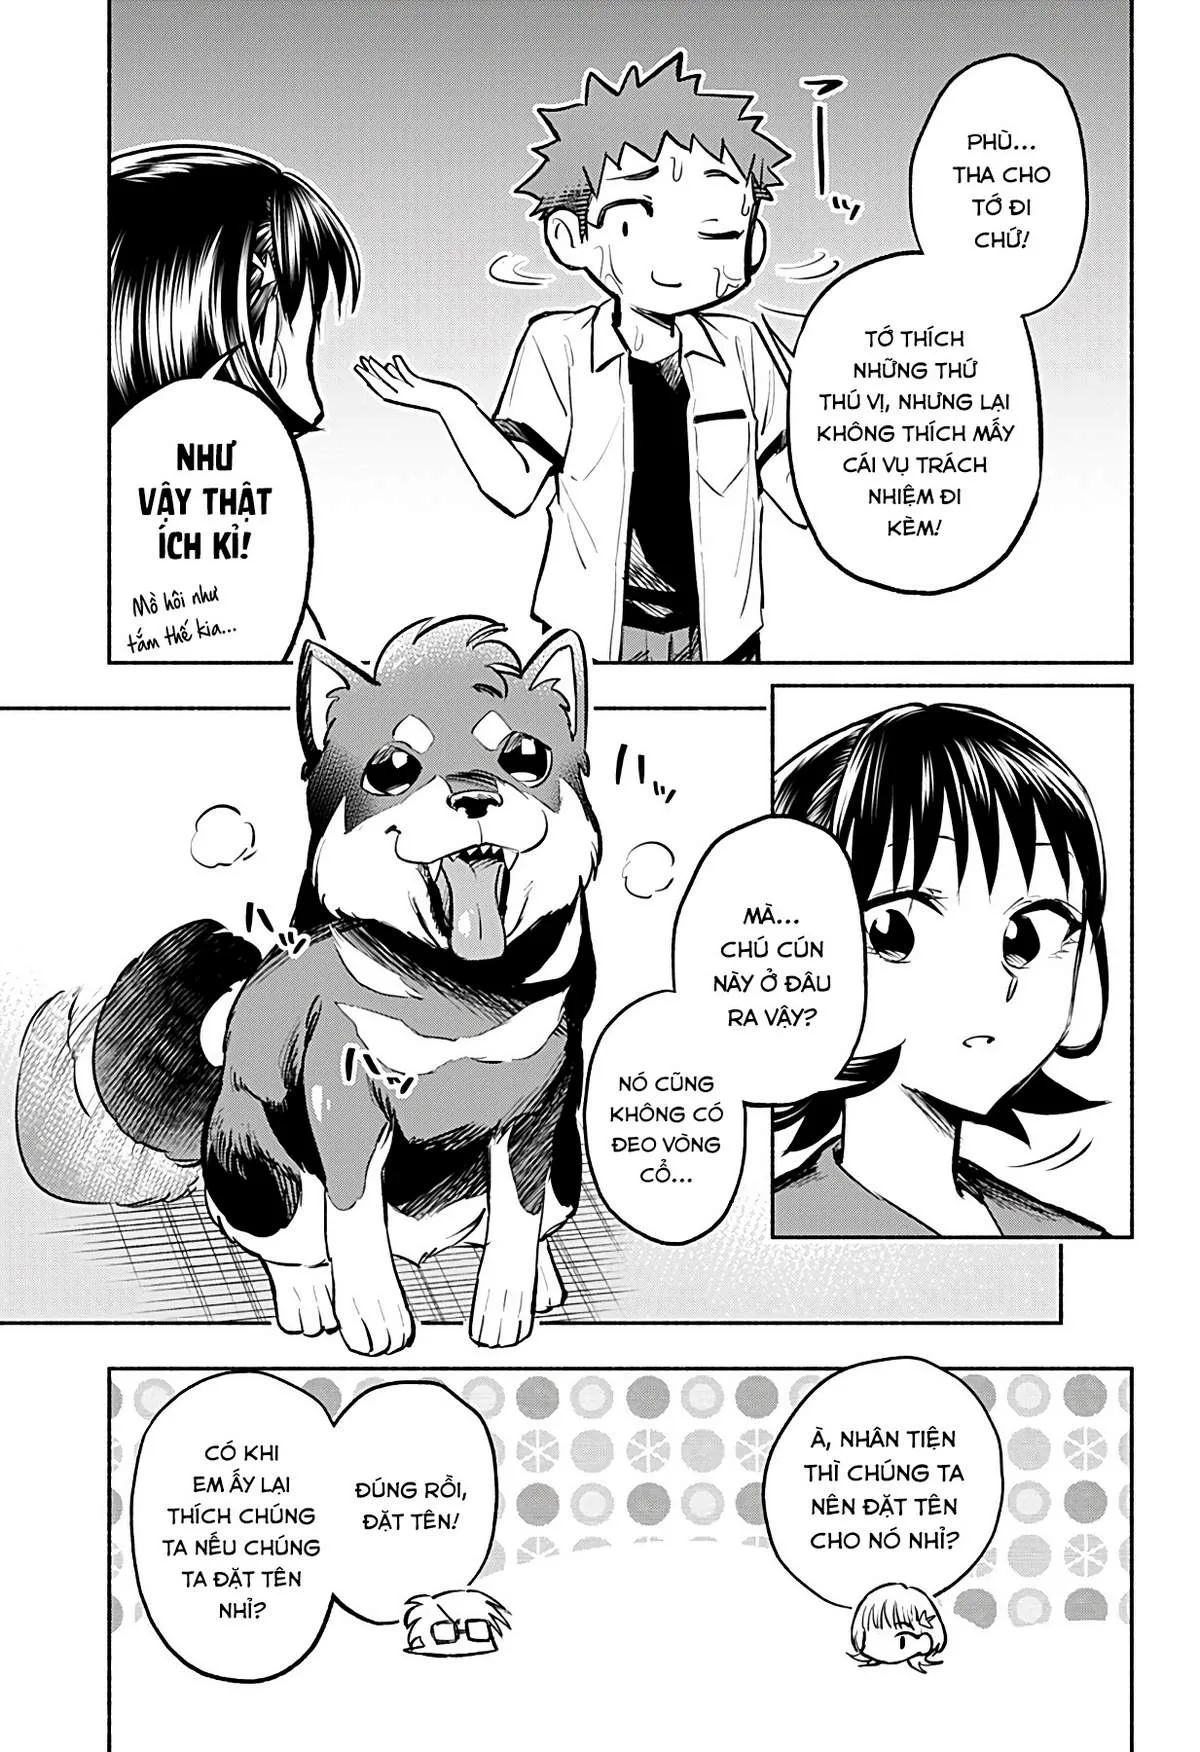 PHÙ...
THA CHO
TỚ ĐI
CHỨ!
TỚ THÍCH
NHỮNG THỨ
THÚ VỊ, NHƯNG LẠI
KHÔNG THÍCH MẤY
CÁI VỤ TRÁCH
NHIỆM ĐI
KÈM!
NHƯ
VẬY THẬT
ÍCH KỈ!
Mồ hôi như
tắm thế kia...
MÀ...
CHÚ CÚN
NÀY Ở ĐÂU
RA VẬY?
NÓ CŨNG
KHÔNG CÓ
ĐEO VÒNG
CỔ...
À, NHÂN TIỆN
THÌ CHÚNG TA
NÊN ĐẶT TÊN
CHO NÓ NHỈ?
ĐÚNG RỒI,
ĐẶT TÊN!
CÓ KHI
EM ẤY LẠI
THÍCH CHÚNG
TA NẾU CHÚNG
TA ĐẶT TÊN
NHỈ?